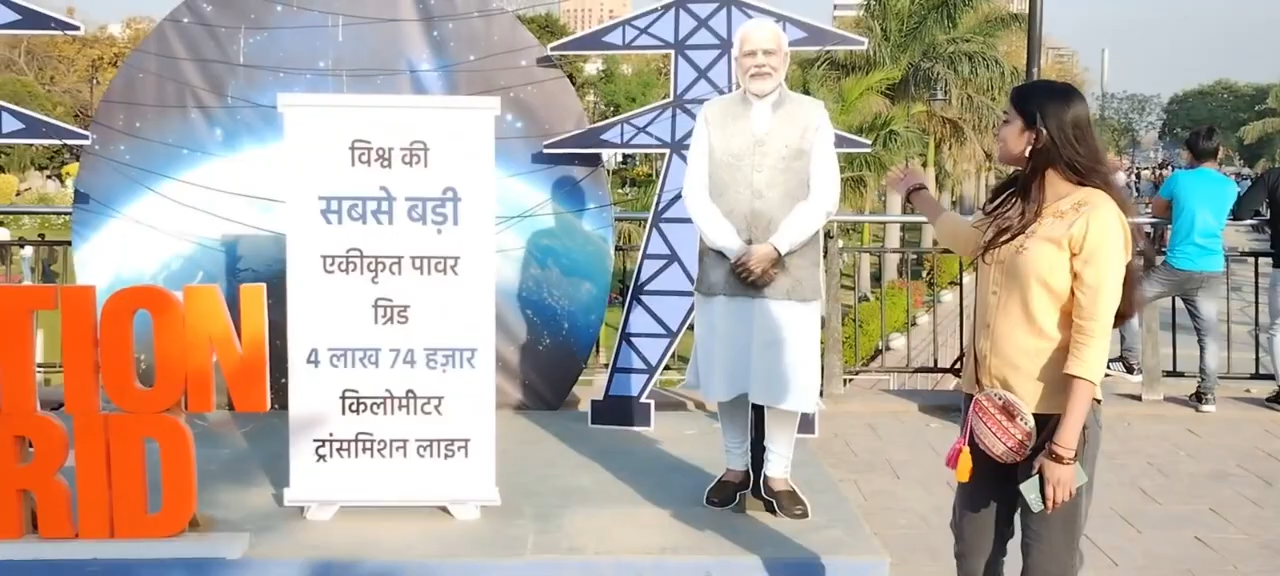 TION
RID
विश्व की
सबसे बड़ी
एकीकृत पावर
ग्रिड
4 लाख 74 हज़ार
किलोमीटर
ट्रांसमिशन लाइन